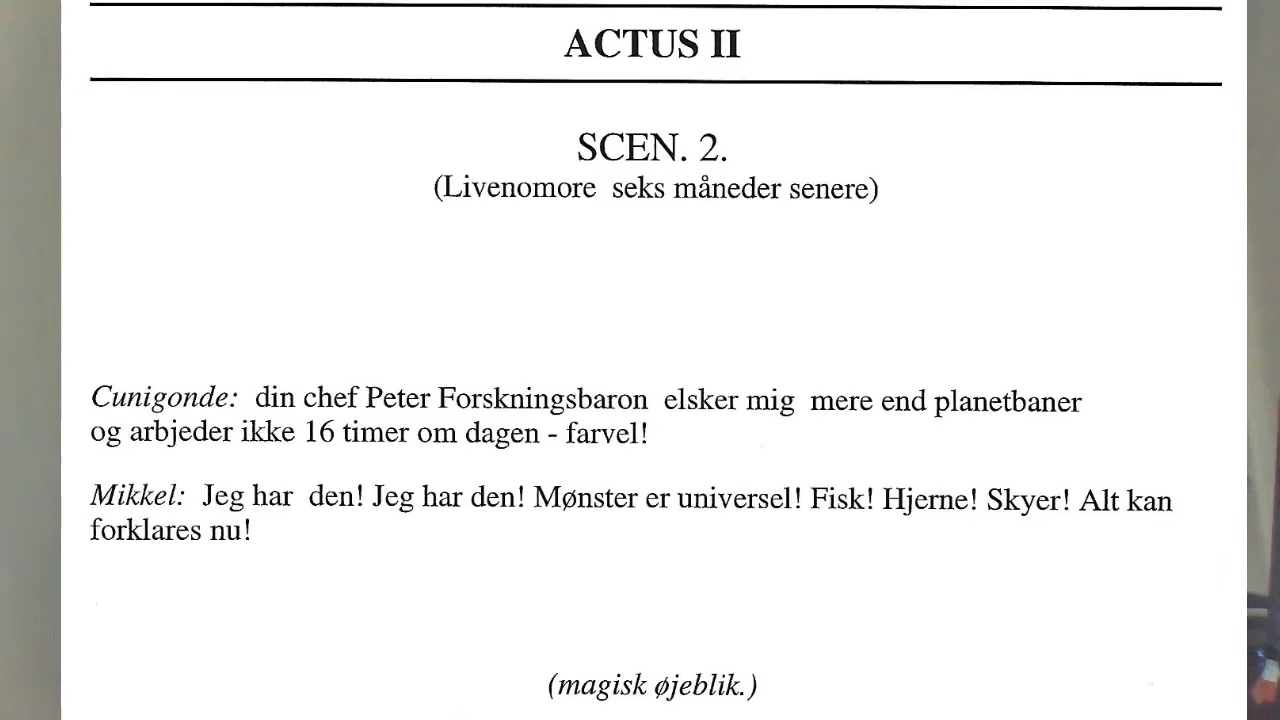 ACTUS II
SCEN. 2.
(Livenomore seks måneder senere)
Cunigonde: din chef Peter Forskningsbaron elsker mig mere end planetbaner
og arbjeder ikke 16 timer om dagen - farvel!
Mikkel: Jeg har den! Jeg har den! Mønster er universel! Fisk! Hjerne! Skyer! Alt kan
forklares nu!
(magisk øjeblik.)